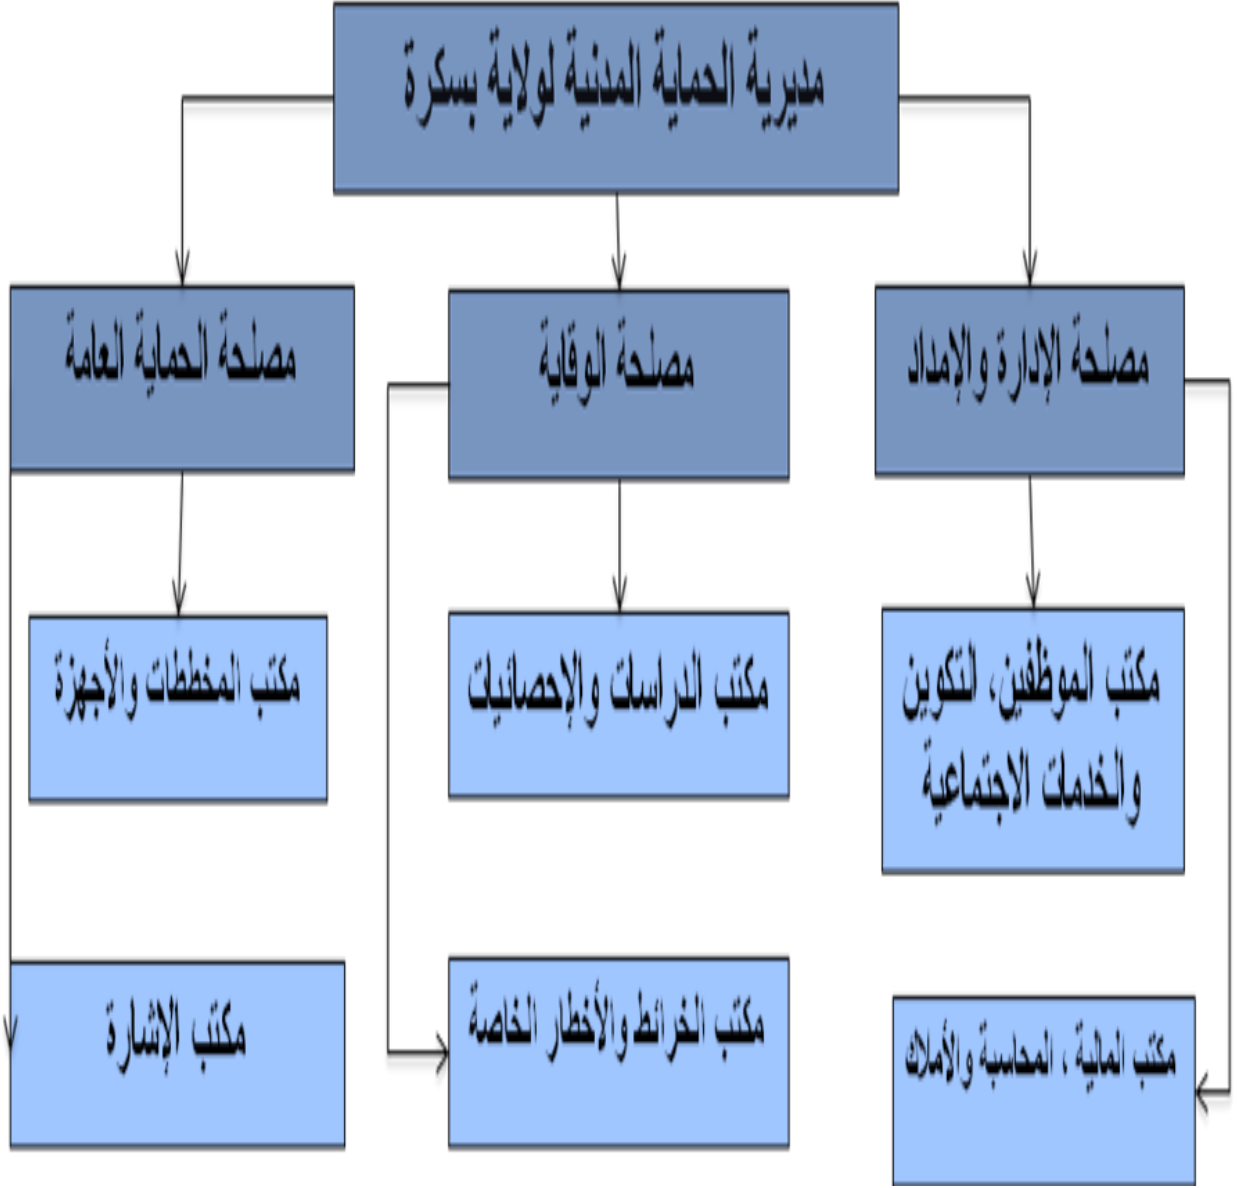 مديرية الحماية المدنية لولاية بسكرة
مصلحة الإدارة والإمداد
مصلحة الوقاية
مصلحة الحماية العامة
مكتب الموظفين، التكوين
والخدمات الاجتماعية
مكتب الدراسات والإحصائيات
مكتب المخططات والأجهزة
مكتب المالية ، المحاسبة والأملاك
مكتب الخرائط والأخطار الخاصة
مكتب الإشارة